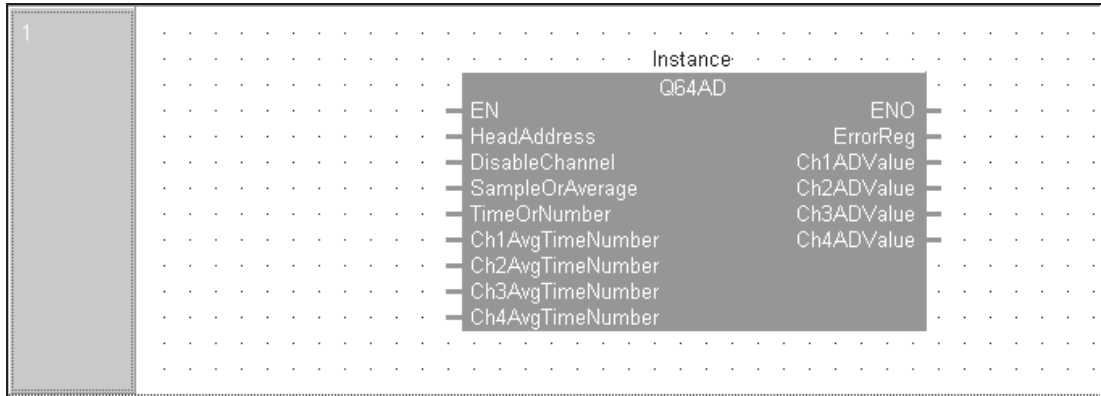 1
Instance
Q64AD
EN ENO
HeadAddress ErrorReg
DisableChannel Ch1ADValue
SampleOrAverage Ch2ADValue
TimeOrNumber Ch3ADValue
Ch1AvgTimeNumber Ch4ADValue
Ch2AvgTimeNumber
Ch3AvgTimeNumber
Ch4AvgTimeNumber